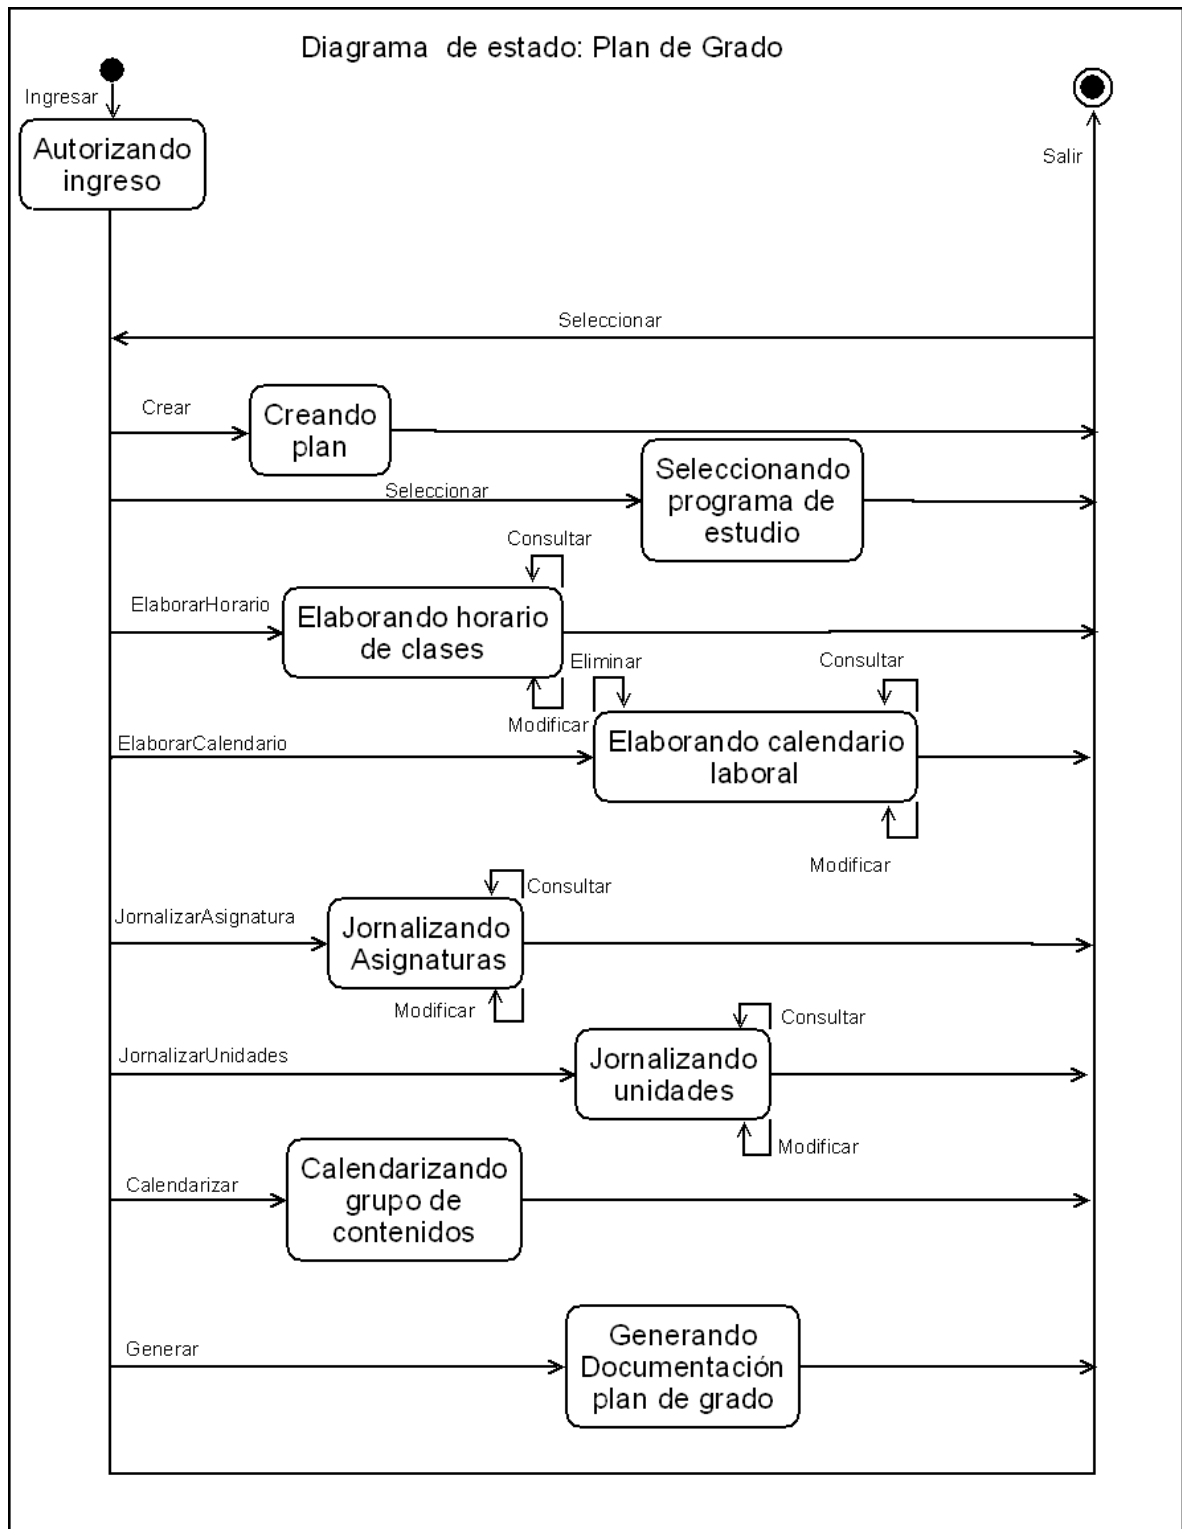 Diagrama de estado: Plan de Grado
Ingresar
Autorizando
ingreso
Salir
Seleccionar
Crear
Creando
plan
Seleccionar
Seleccionando
programa de
estudio
Consultar
ElaborarHorario
Elaborando horario
de clases
Eliminar
Consultar
Modificar
ElaborarCalendario
Elaborando calendario
laboral
Modificar
Consultar
JornalizarAsignatura
Jornalizando
Asignaturas
Modificar
Consultar
JornalizarUnidades
Jornalizando
unidades
Modificar
Calendarizar
Calendarizando
grupo de
contenidos
Generar
Generando
Documentación
plan de grado